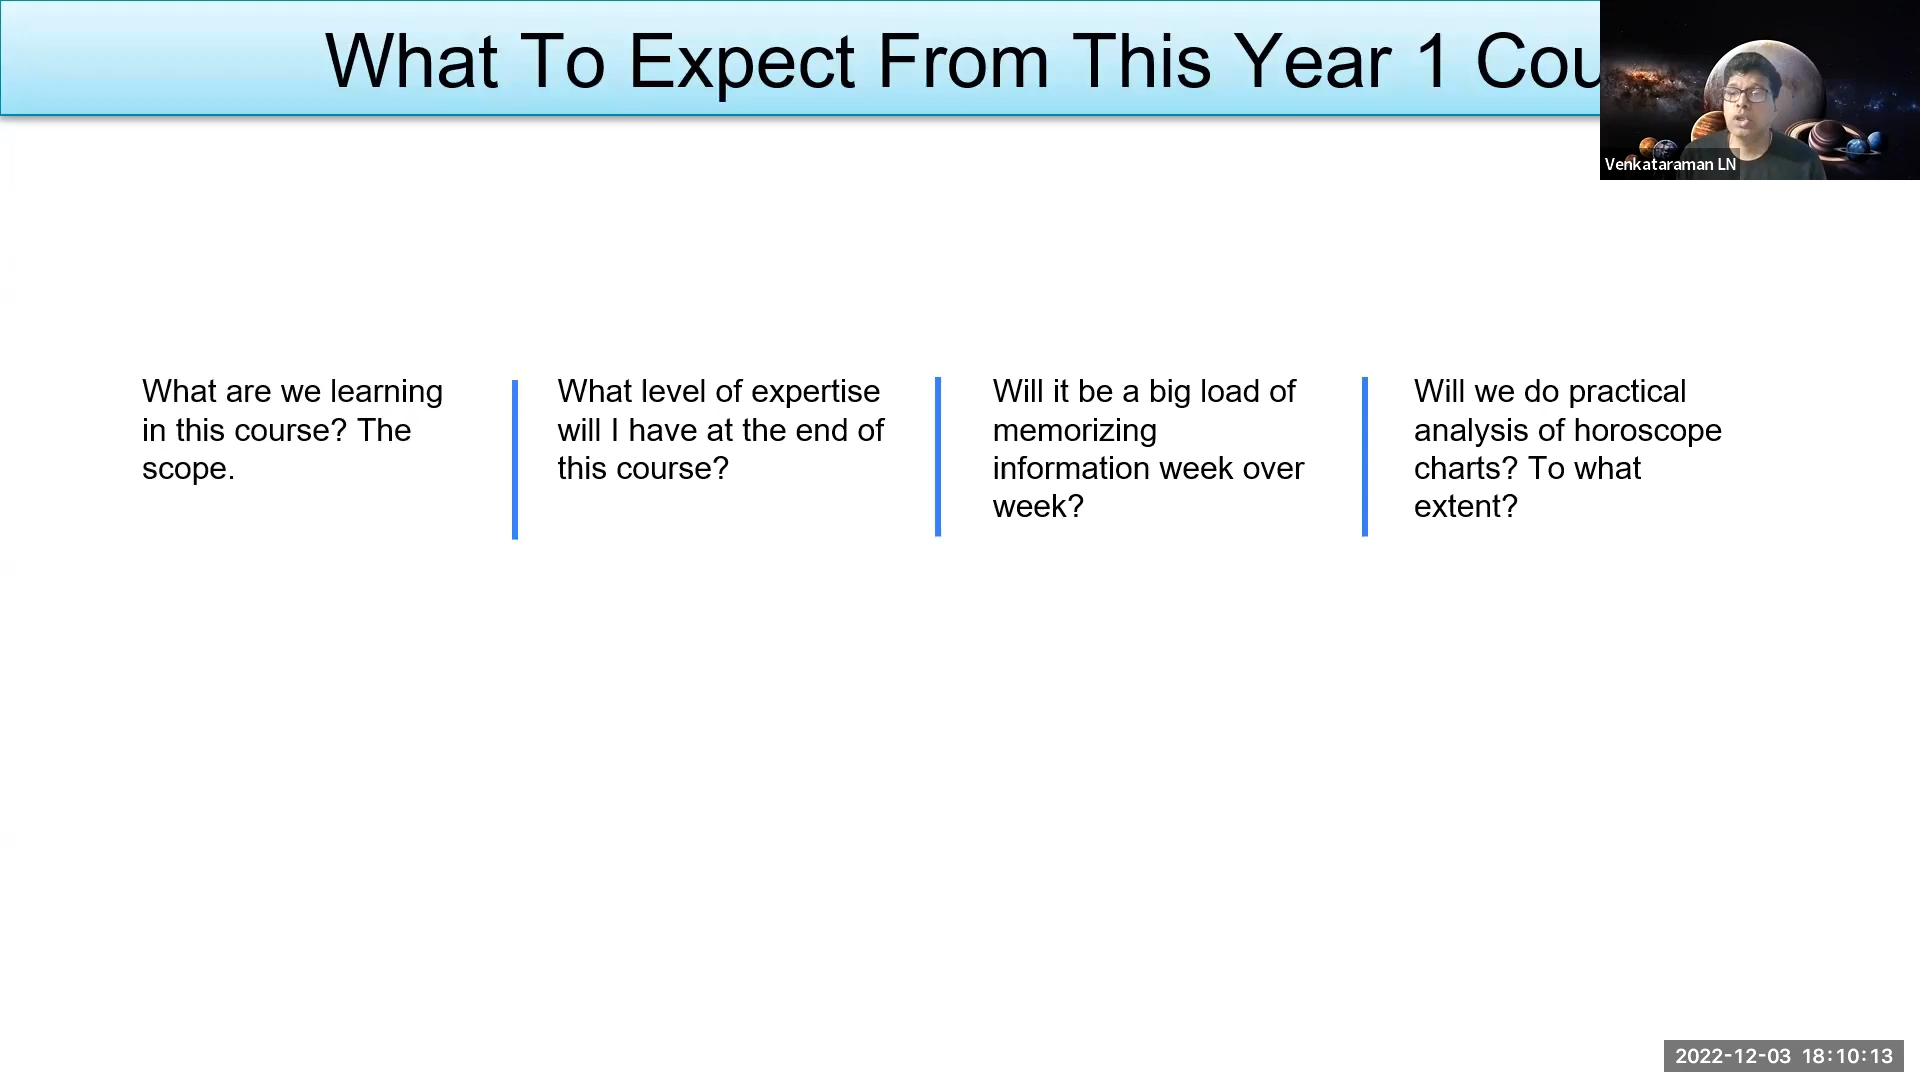 What To Expect From This Year 1 Cou
Venkataraman LN
What are we learning
in this course? The
scope.
What level of expertise
will I have at the end of
this course?
Will it be a big load of
memorizing
information week over
week?
Will we do practical
analysis of horoscope
charts? To what
extent?
2022-12-03 18:10:13